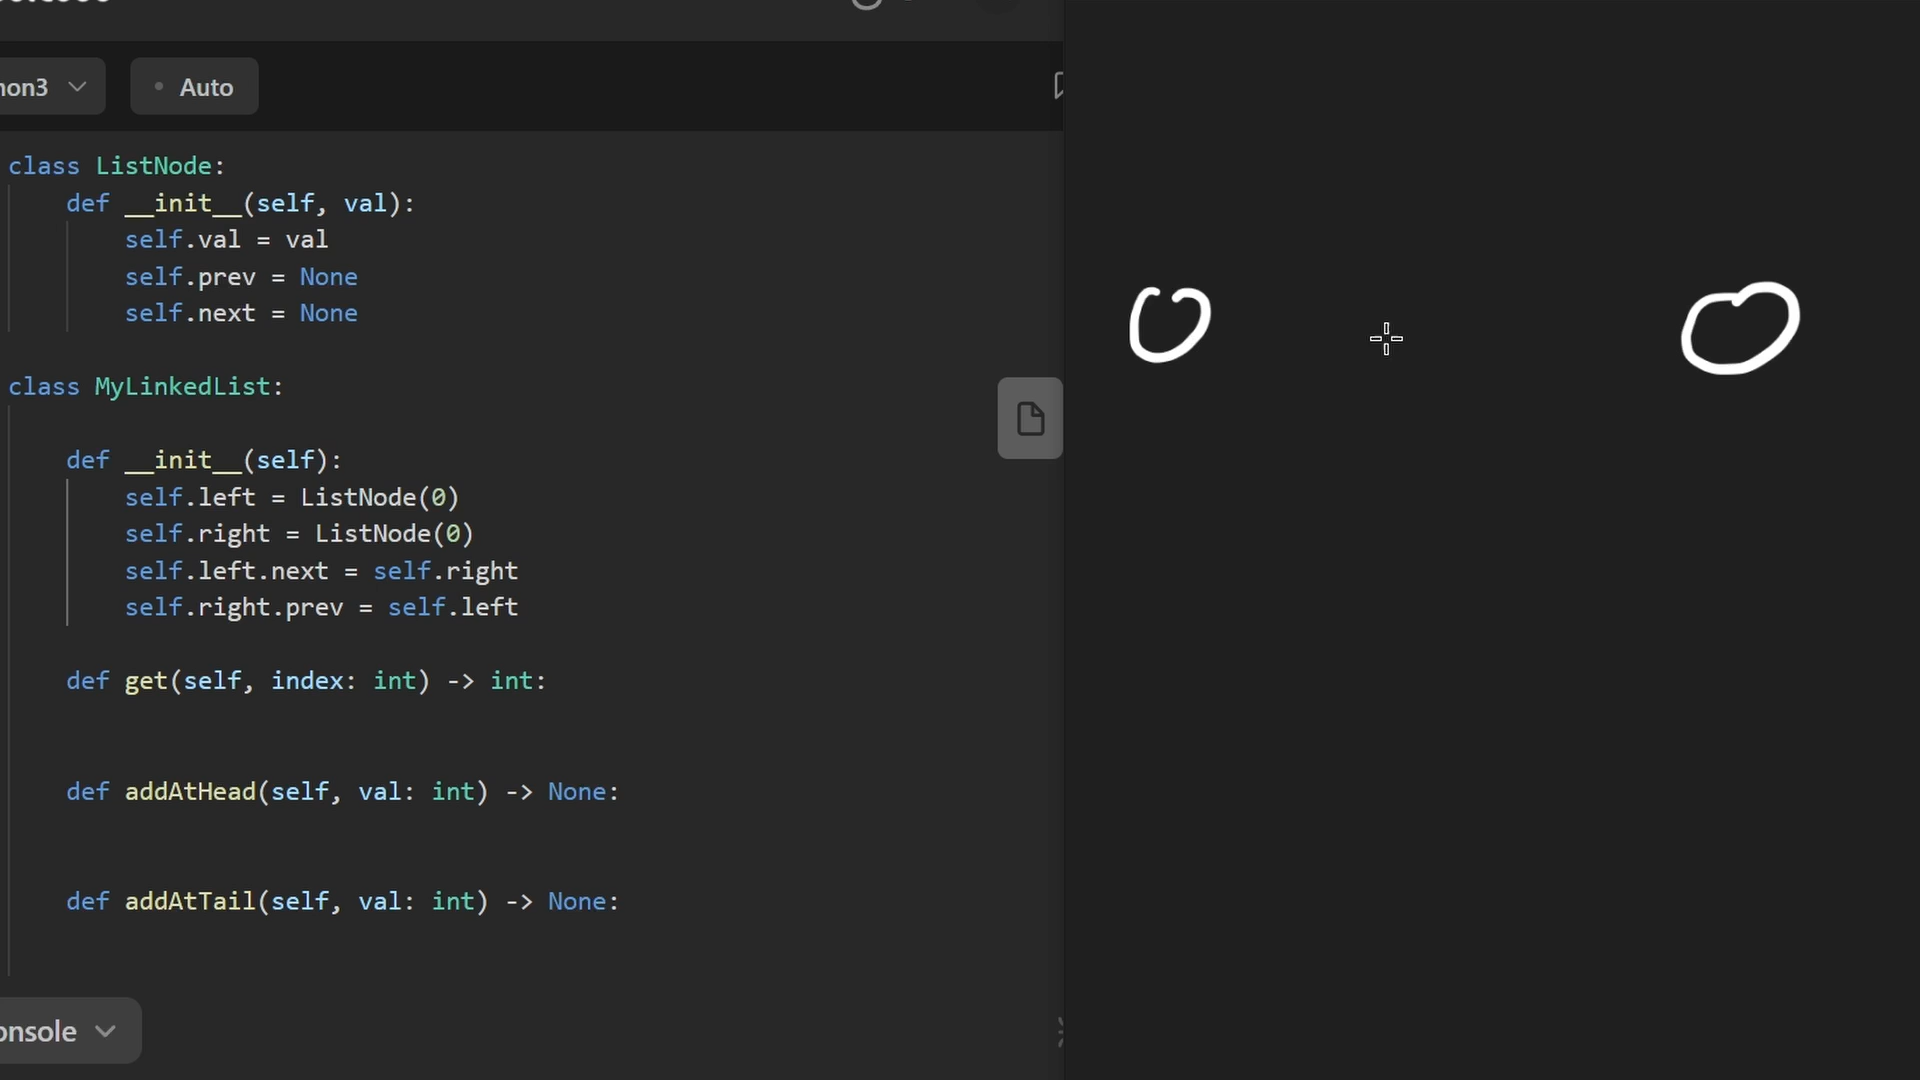 Auto
class ListNode:
def __init__(self, val):
self.val = val
self.prev = None
self.next = None
class MyLinkedList:
def __init__(self):
self.left = ListNode(0)
self.right = ListNode(0)
self.left.next = self.right
self.right.prev = self.left
def get(self, index: int) -> int:
def addAtHead(self, val: int) -> None:
def addAtTail(self, val: int) -> None: